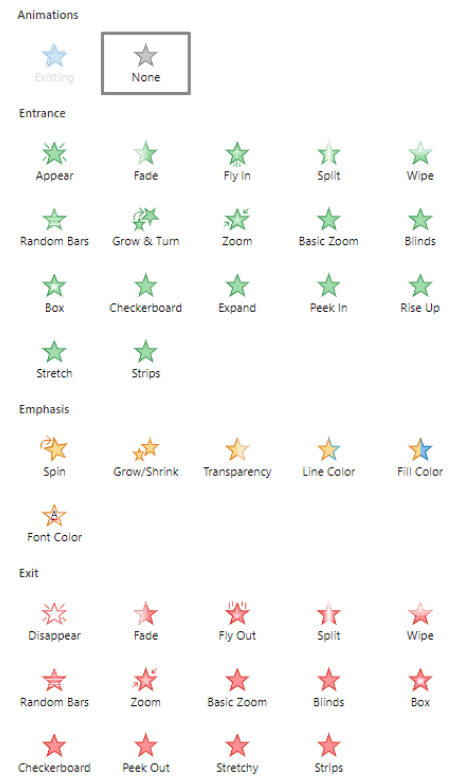 Animations
Existing None
Entrance
Appear Fade Fly In Split Wipe
Random Bars Grow & Turn Zoom Basic Zoom Blinds
Box Checkerboard Expand Peek In Rise Up
Stretch Strips
Emphasis
Spin Grow/Shrink Transparency Line Color Fill Color
A
Font Color
Exit
Disappear Fade Fly Out Split Wipe
Random Bars Zoom Basic Zoom Blinds Box
Checkerboard Peek Out Stretchy Strips